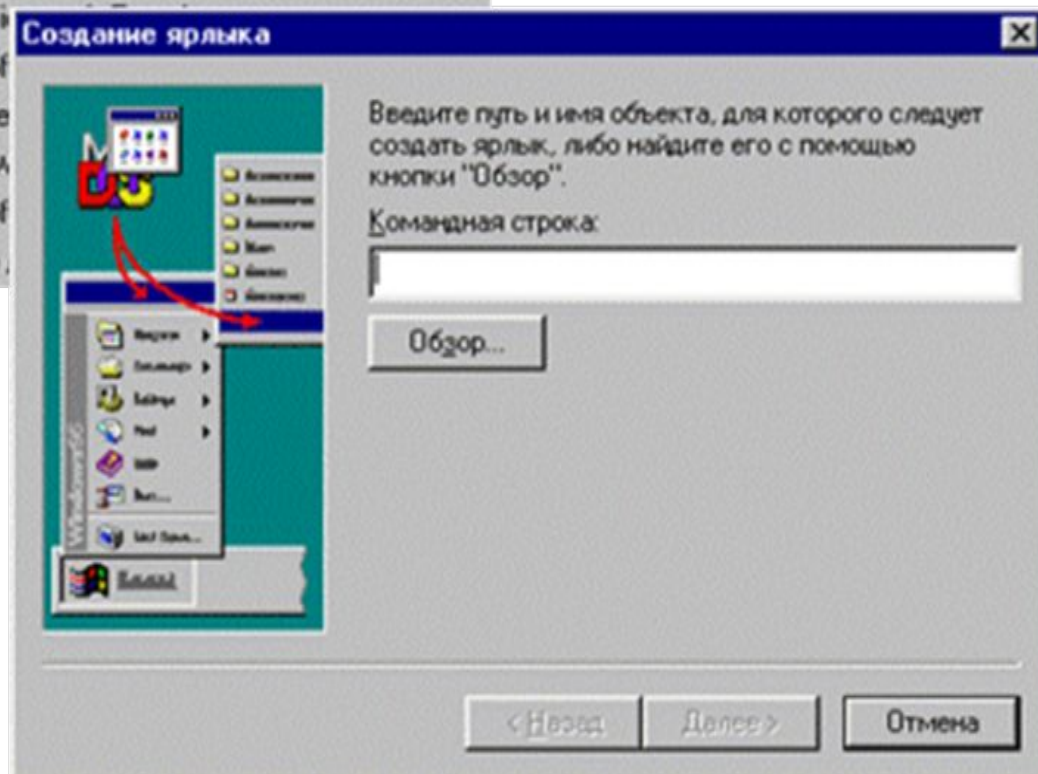 Создание ярлыка
Введите путь и имя объекта, для которого следует
создать ярлык, либо найдите его с помощью
кнопки "Обзор".
Командная строка:
Обзор...
< Назад
Далее >
Отмена